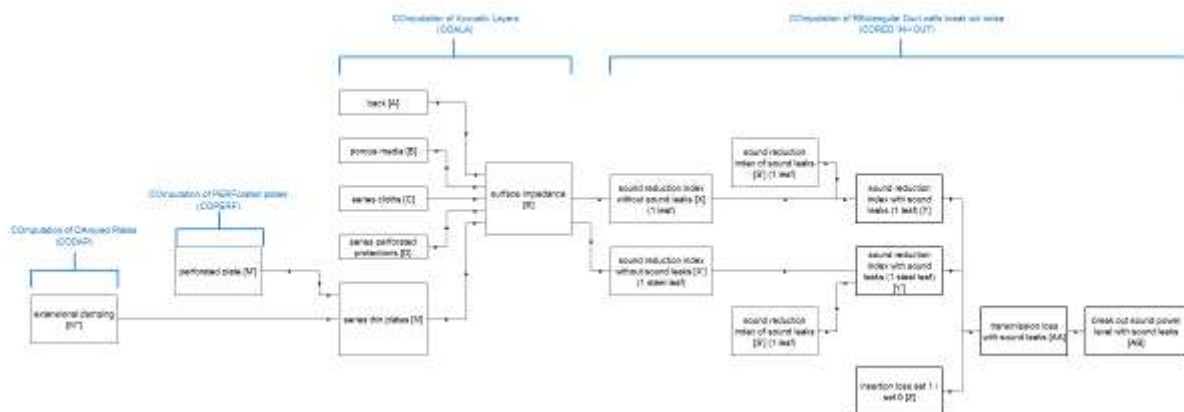 COmputation of Acoustic Layers
(COALA)
COmputation of REctangular Duct walls break out noise
(CORED IN>OUT)
back [A]
porous media [B]
sound reduction
index of sound leaks
(1 leaf)
COmputation of PERForated plates
(COPERF)
series cloths [C]
surface impedance
sound reduction index
without sound leaks [X]
(1 leaf)
sound reduction
index with sound
leaks (1 leaf) [Y]
COmputation of DAmped Plates
(CODAP)
series perforated
protections [D]
perforated plate
sound reduction index
without sound leaks
(1 steel leaf)
sound reduction
index with sound
leaks (1 steel leaf)
extensional damping
series thin plates
sound reduction
index of sound leaks
(1 leaf)
transmission loss
with sound leaks [AA]
break out sound power
level with sound leaks
[AB]
insertion loss set 1 /
set 0 [Z]